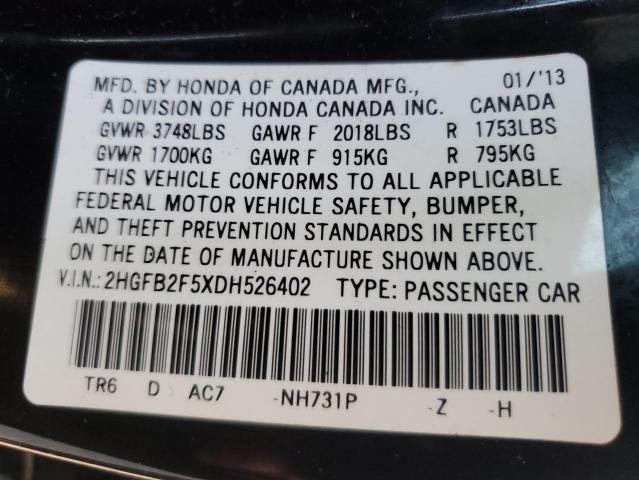 MFD. BY HONDA OF CANADA MFG., 01/'13
A DIVISION OF HONDA CANADA INC. CANADA
GVWR 3748LBS GAWR F 2018LBS R 1753LBS
GVWR 1700KG GAWR F 915KG R 795KG
THIS VEHICLE CONFORMS TO ALL APPLICABLE
FEDERAL MOTOR VEHICLE SAFETY, BUMPER,
AND THEFT PREVENTION STANDARDS IN EFFECT
ON THE DATE OF MANUFACTURE SHOWN ABOVE.
V.I.N.: 2HGFB2F5XDH526402 TYPE: PASSENGER CAR
TR6 D AC7 -NH731P -Z -H